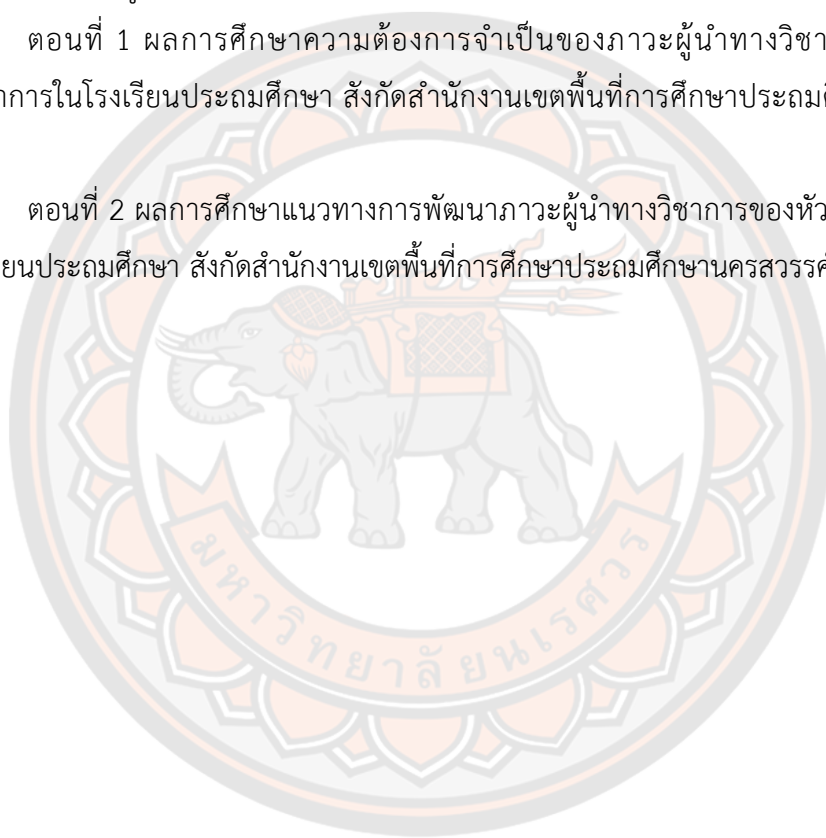 ตอนที่ 1 ผลการศึกษาความต้องการจำเป็นของภาวะผู้นำทางวิชา
าการในโรงเรียนประถมศึกษา สังกัดสำนักงานเขตพื้นที่การศึกษาประถม
ตอนที่ 2 ผลการศึกษาแนวทางการพัฒนาภาวะผู้นำทางวิชาการของหัว
ยนประถมศึกษา สังกัดสำนักงานเขตพื้นที่การศึกษาประถมศึกษานครสวรรค์
มหาวิทยาลัยนเรศวร